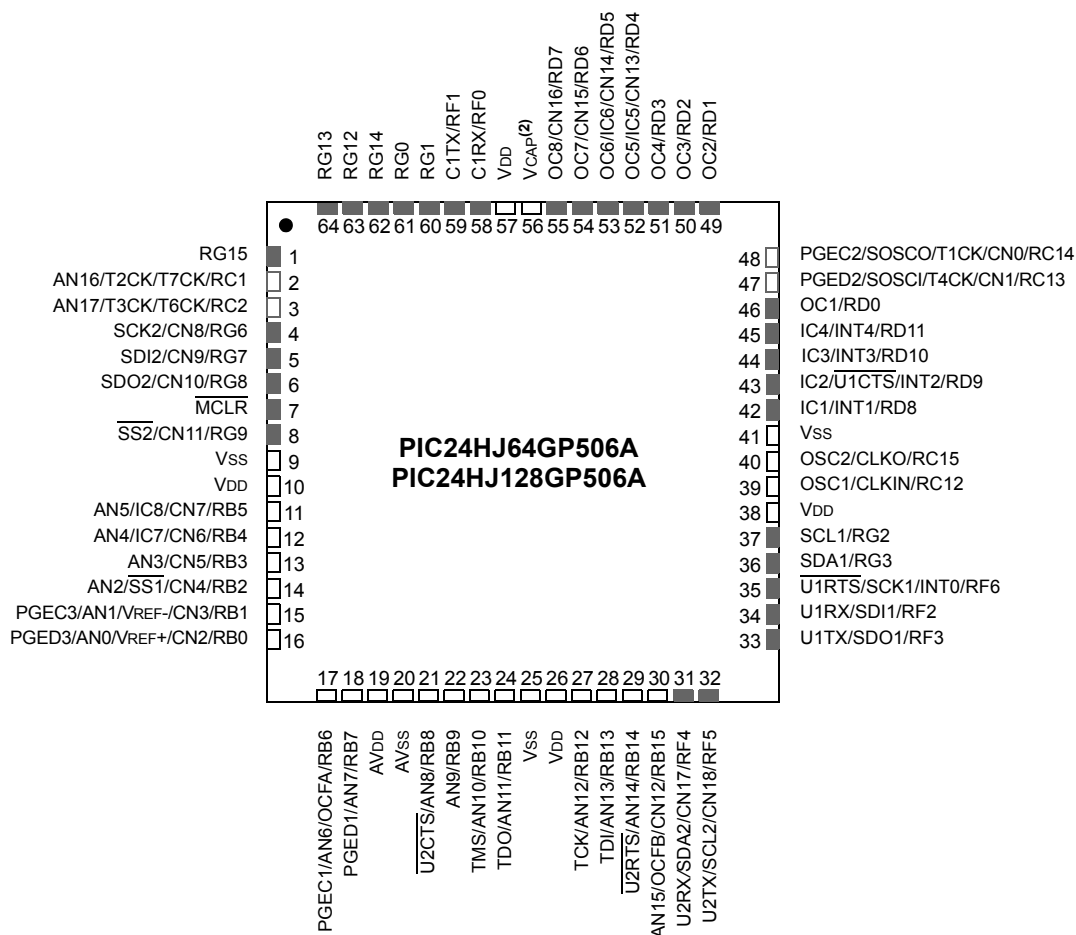 RG13
RG12
RG14
RG0
RG1
C1TX/RF1
C1RX/RF0
VDD
VCAP(2)
OC8/CN16/RD7
OC7/CN15/RD6
OC6/IC6/CN14/RD5
OC5/IC5/CN13/RD4
OC4/RD3
OC3/RD2
OC2/RD1
64 63 62 61 60 59 58 57 56 55 54 53 52 51 50 49
RG15 1
AN16/T2CK/T7CK/RC1 2
AN17/T3CK/T6CK/RC2 3
SCK2/CN8/RG6 4
SDI2/CN9/RG7 5
SDO2/CN10/RG8 6
MCLR 7
SS2/CN11/RG9 8
VSS 9
VDD 10
AN5/IC8/CN7/RB5 11
AN4/IC7/CN6/RB4 12
AN3/CN5/RB3 13
AN2/SS1/CN4/RB2 14
PGEC3/AN1/VREF-/CN3/RB1 15
PGED3/AN0/VREF+/CN2/RB0 16
PIC24HJ64GP506A
PIC24HJ128GP506A
48 PGEC2/SOSCO/T1CK/CN0/RC14
47 PGED2/SOSCI/T4CK/CN1/RC13
46 OC1/RD0
45 IC4/INT4/RD11
44 IC3/INT3/RD10
43 IC2/U1CTS/INT2/RD9
42 IC1/INT1/RD8
41 VSS
40 OSC2/CLKO/RC15
39 OSC1/CLKIN/RC12
38 VDD
37 SCL1/RG2
36 SDA1/RG3
35 U1RTS/SCK1/INT0/RF6
34 U1RX/SDI1/RF2
33 U1TX/SDO1/RF3
17 18 19 20 21 22 23 24 25 26 27 28 29 30 31 32
PGEC1/AN6/OCFA/RB6
PGED1/AN7/RB7
AVDD
AVSS
U2CTS/AN8/RB8
AN9/RB9
TMS/AN10/RB10
TDO/AN11/RB11
VSS
VDD
TCK/AN12/RB12
TDI/AN13/RB13
U2RTS/AN14/RB14
AN15/OCFB/CN12/RB15
U2RX/SDA2/CN17/RF4
U2TX/SCL2/CN18/RF5